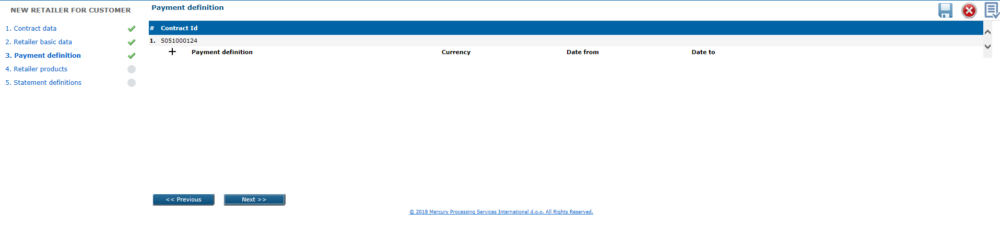 NEW RETAILER FOR CUSTOMER
1. Contract data
2. Retailer basic data
3. Payment definition
4. Retailer products
5. Statement definitions
Payment definition
# Contract Id
1. 5051000124
Payment definition Currency Date from Date to
<< Previous Next >>
© 2018 Mercury Processing Services International d.o.o. All Rights Reserved.